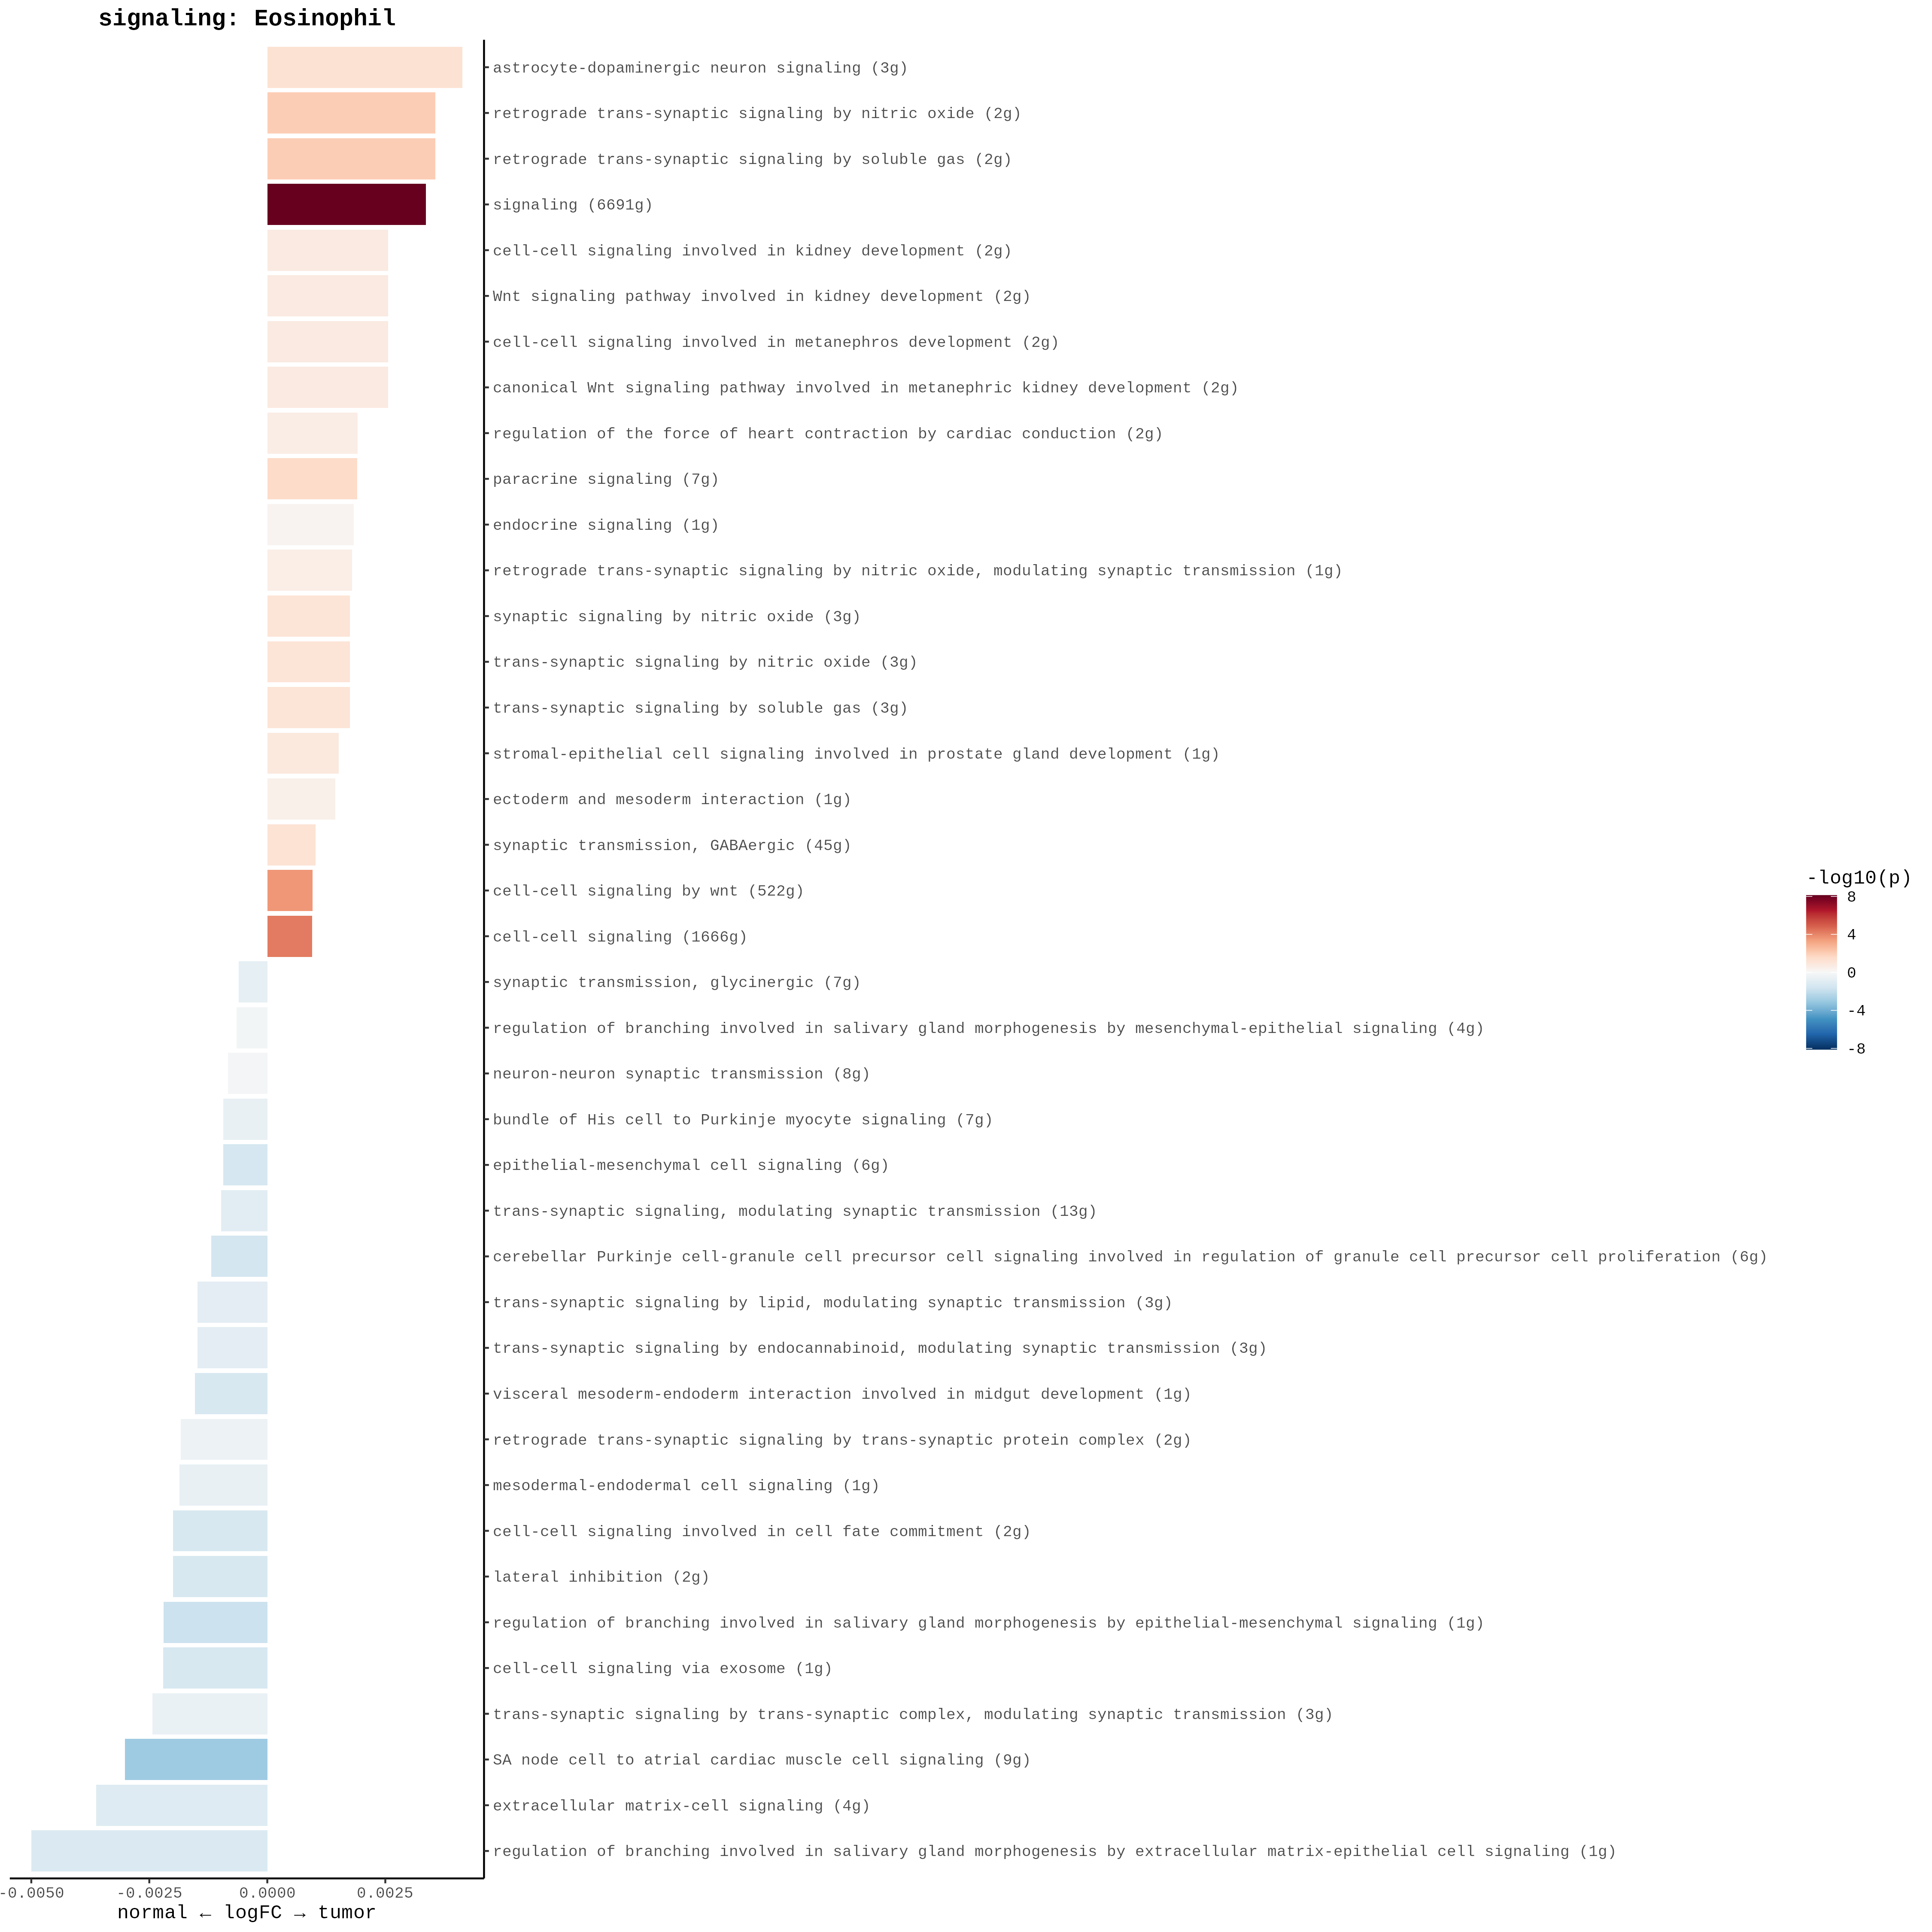 signaling: Eosinophil
astrocyte-dopaminergic neuron signaling (3g)
retrograde trans-synaptic signaling by nitric oxide (2g)
retrograde trans-synaptic signaling by soluble gas (2g)
signaling (6691g)
cell-cell signaling involved in kidney development (2g)
Wnt signaling pathway involved in kidney development (2g)
cell-cell signaling involved in metanephros development (2g)
canonical Wnt signaling pathway involved in metanephric kidney development (2g)
regulation of the force of heart contraction by cardiac conduction (2g)
paracrine signaling (7g)
endocrine signaling (1g)
retrograde trans-synaptic signaling by nitric oxide, modulating synaptic transmission (1g)
synaptic signaling by nitric oxide (3g)
trans-synaptic signaling by nitric oxide (3g)
trans-synaptic signaling by soluble gas (3g)
stromal-epithelial cell signaling involved in prostate gland development (1g)
ectoderm and mesoderm interaction (1g)
synaptic transmission, GABAergic (45g)
cell-cell signaling by wnt (522g)
cell-cell signaling (1666g)
synaptic transmission, glycinergic (7g)
regulation of branching involved in salivary gland morphogenesis by mesenchymal-epithelial signaling (4g)
neuron-neuron synaptic transmission (8g)
bundle of His cell to Purkinje myocyte signaling (7g)
epithelial-mesenchymal cell signaling (6g)
trans-synaptic signaling, modulating synaptic transmission (13g)
cerebellar Purkinje cell-granule cell precursor cell signaling involved in regulation of granule cell precursor cell proliferation (6g)
trans-synaptic signaling by lipid, modulating synaptic transmission (3g)
trans-synaptic signaling by endocannabinoid, modulating synaptic transmission (3g)
visceral mesoderm-endoderm interaction involved in midgut development (1g)
retrograde trans-synaptic signaling by trans-synaptic protein complex (2g)
mesodermal-endodermal cell signaling (1g)
cell-cell signaling involved in cell fate commitment (2g)
lateral inhibition (2g)
regulation of branching involved in salivary gland morphogenesis by epithelial-mesenchymal signaling (1g)
cell-cell signaling via exosome (1g)
trans-synaptic signaling by trans-synaptic complex, modulating synaptic transmission (3g)
SA node cell to atrial cardiac muscle cell signaling (9g)
extracellular matrix-cell signaling (4g)
regulation of branching involved in salivary gland morphogenesis by extracellular matrix-epithelial cell signaling (1g)
-0.0050 -0.0025 0.0000 0.0025
normal ← logFC → tumor
-log10(p)
8
4
0
-4
-8